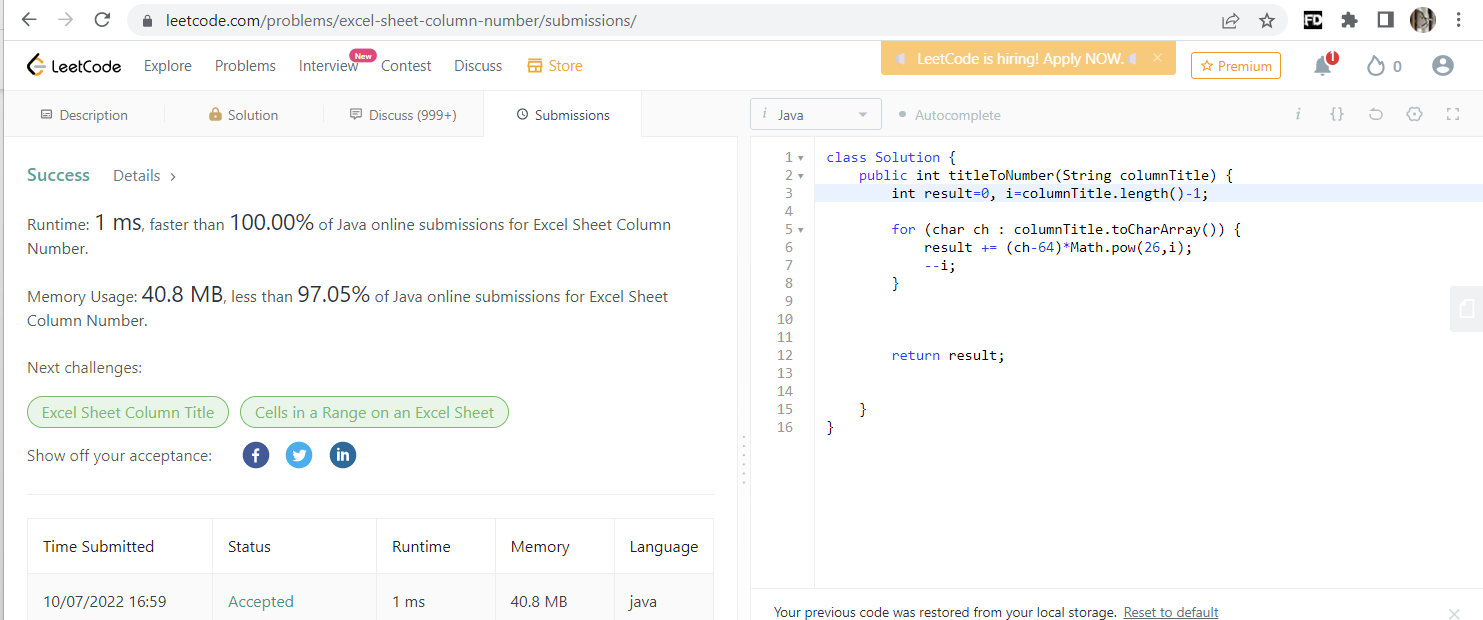 leetcode.com/problems/excel-sheet-column-number/submissions/
FD
LeetCode
Explore
Problems
Interview
New
Contest
Discuss
Store
LeetCode is hiring! Apply NOW.
Premium
1
0
Description
Solution
Discuss (999+)
Submissions
i Java
Autocomplete
i {}
Success Details >
Runtime: 1 ms, faster than 100.00% of Java online submissions for Excel Sheet Column
Number.
Memory Usage: 40.8 MB, less than 97.05% of Java online submissions for Excel Sheet
Column Number.
Next challenges:
Excel Sheet Column Title
Cells in a Range on an Excel Sheet
Show off your acceptance:
f
in
Time Submitted Status Runtime Memory Language
10/07/2022 16:59 Accepted 1 ms 40.8 MB java
1 class Solution {
2 public int titleToNumber(String columnTitle) {
3 int result=0, i=columnTitle.length()-1;
4
5 for (char ch : columnTitle.toCharArray()) {
6 result += (ch-64)*Math.pow(26,i);
7 --i;
8 }
9
10
11
12 return result;
13
14
15 }
16 }
Your previous code was restored from your local storage. Reset to default